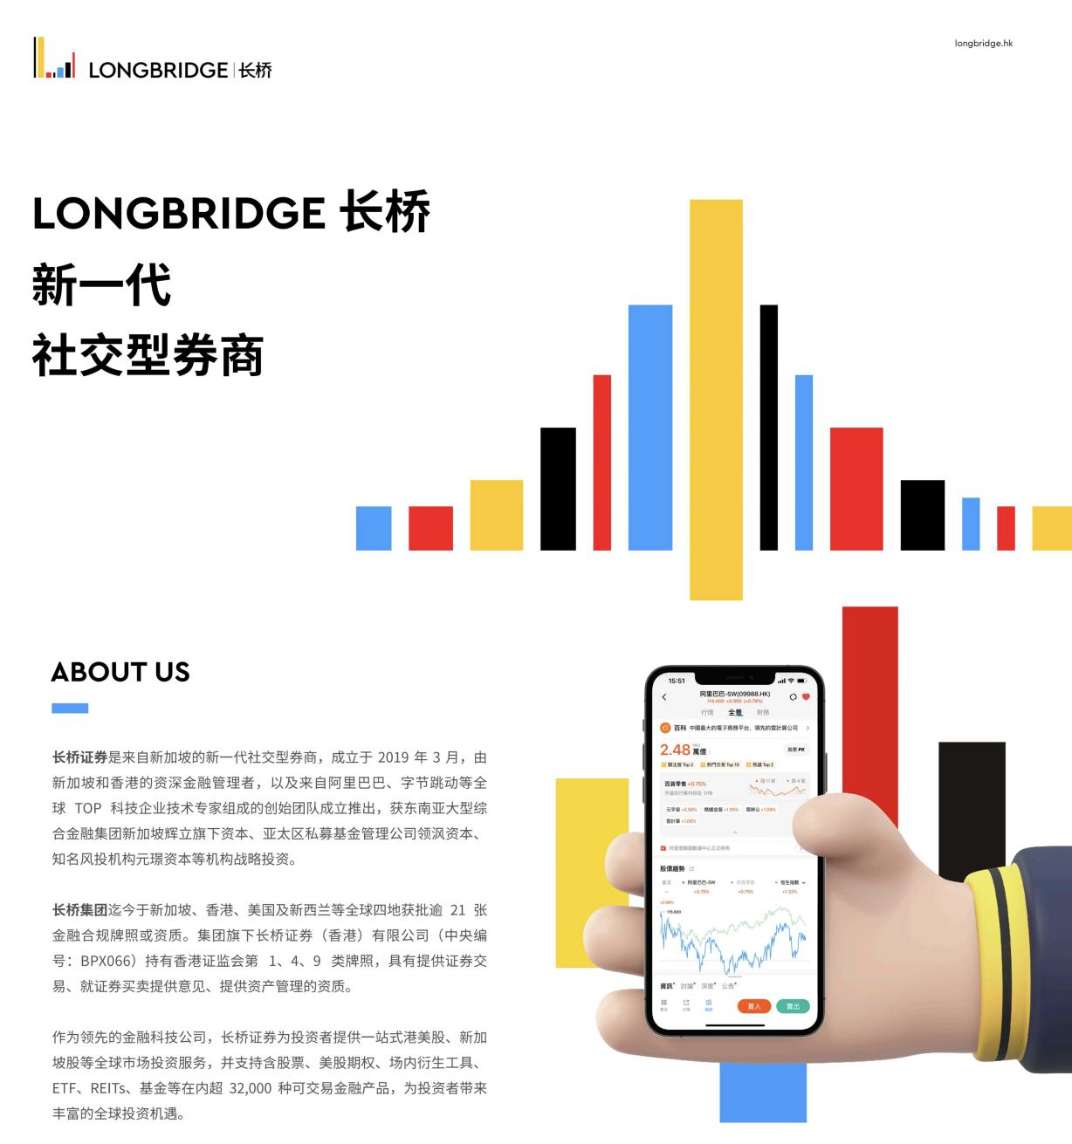 LONGBRIDGE 长桥
longbridge.hk
LONGBRIDGE 长桥
新一代
社交型券商
ABOUT US
长桥证券是来自新加坡的新一代社交型券商，成立于 2019 年 3 月，由
新加坡和香港的资深金融管理者，以及来自阿里巴巴、字节跳动等全
球 TOP 科技企业技术专家组成的创始团队成立推出，获东南亚大型综
合金融集团新加坡辉立旗下资本、亚太区私募基金管理公司领沨资本、
知名风投机构元璟资本等机构战略投资。
长桥集团迄今于新加坡、香港、美国及新西兰等全球四地获批逾 21 张
金融合规牌照或资质。集团旗下长桥证券（香港）有限公司（中央编
号：BPX066）持有香港证监会第 1、4、9 类牌照，具有提供证券交
易、就证券买卖提供意见、提供资产管理的资质。
作为领先的金融科技公司，长桥证券为投资者提供一站式港美股、新加
坡股等全球市场投资服务，并支持含股票、美股期权、场内衍生工具、
ETF、REITs、基金等在内超 32,000 种可交易金融产品，为投资者带来
丰富的全球投资机遇。
15:51
阿里巴巴-SW(09988.HK)
行情 全景 财務
百科 中國最大的電子商務平台，領先的雲計算公司
2.48 萬億
百貨零售 +0.75%
股價趨勢
阿里巴巴-SW
恒生指數
+0.79%
資訊 討論 深度 公告
買入 賣出